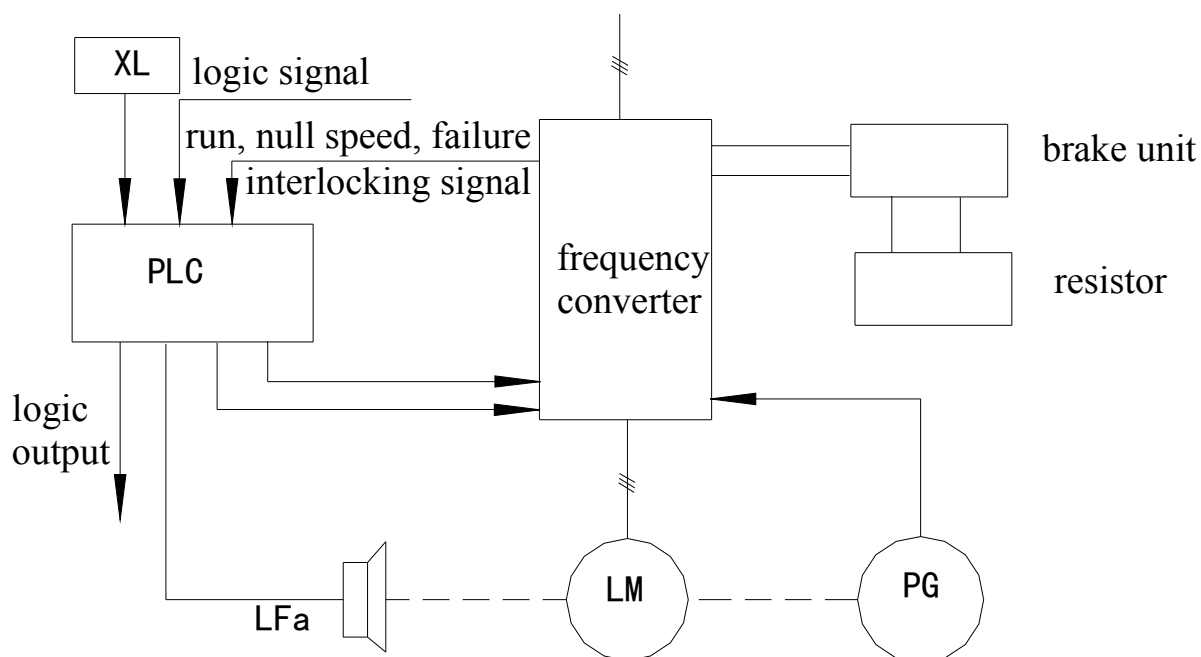 XL
logic signal
run, null speed, failure
interlocking signal
PLC
frequency
converter
brake unit
resistor
logic
output
LFa
LM
PG